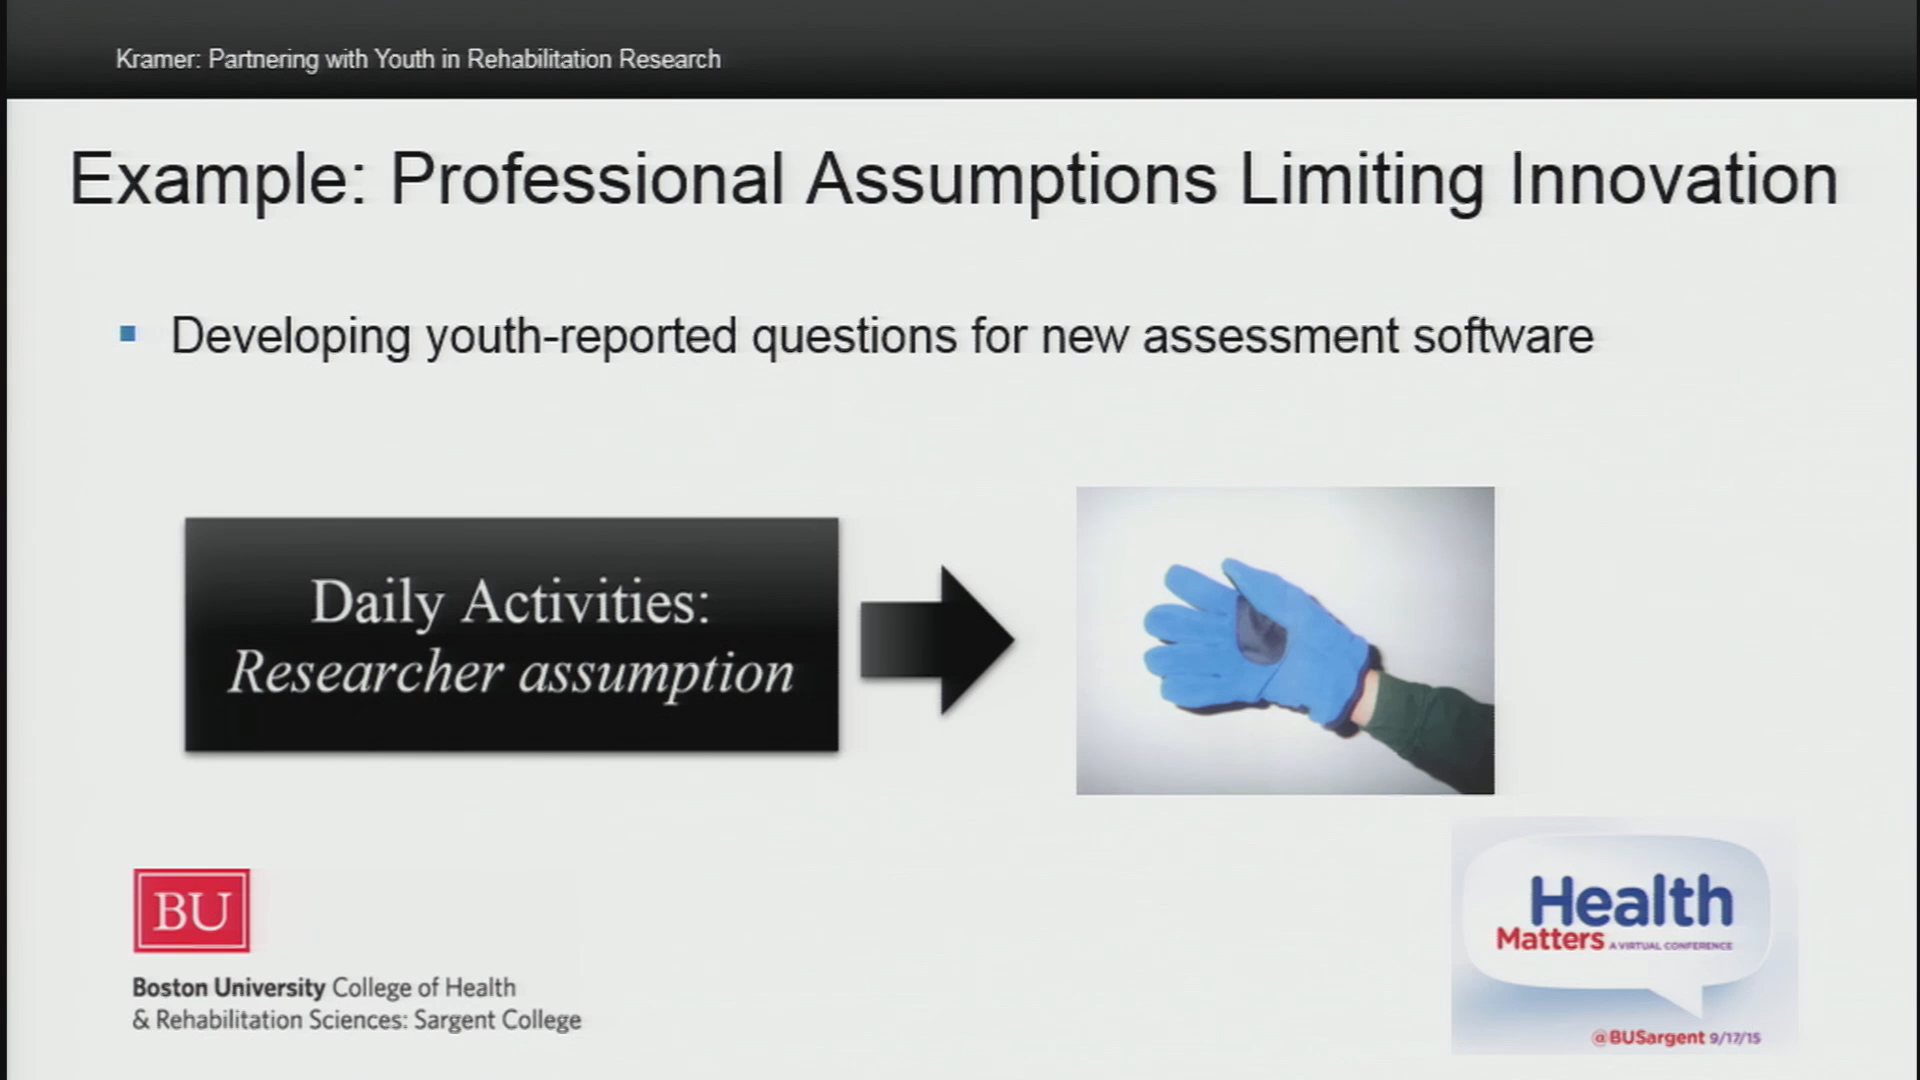 Kramer: Partnering with Youth in Rehabilitation Research
Example: Professional Assumptions Limiting Innovation
Developing youth-reported questions for new assessment software
Daily Activities:
Researcher assumption
BU
Boston University College of Health
& Rehabilitation Sciences: Sargent College
Health
Matters A VIRTUAL CONFERENCE
@BUSargent 9/17/15